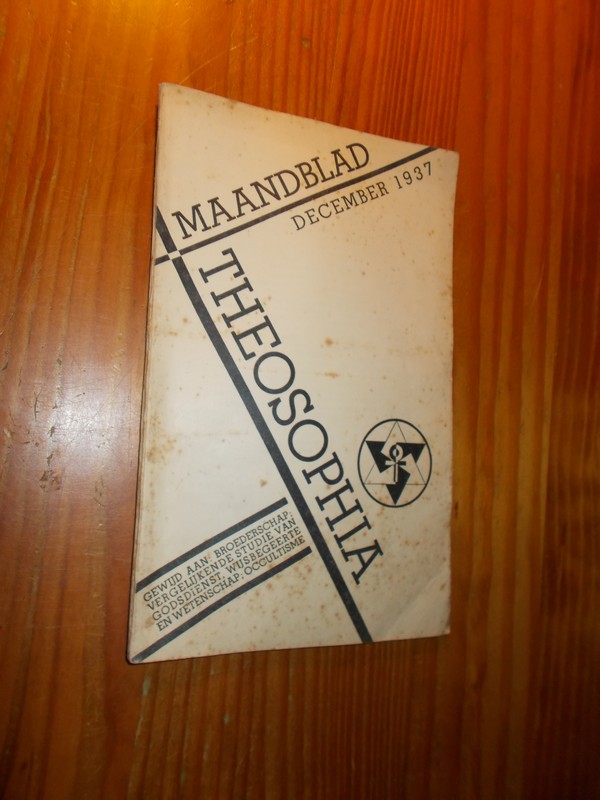 MAANDBLAD
DECEMBER 1937
THEOSOPHIA
GEWIJD AAN: BROEDERSCHAP;
VERGELIJKENDE STUDIE VAN
GODSDIENST, WIJSBEGEERTE
EN WETENSCHAP; OCCULTISME